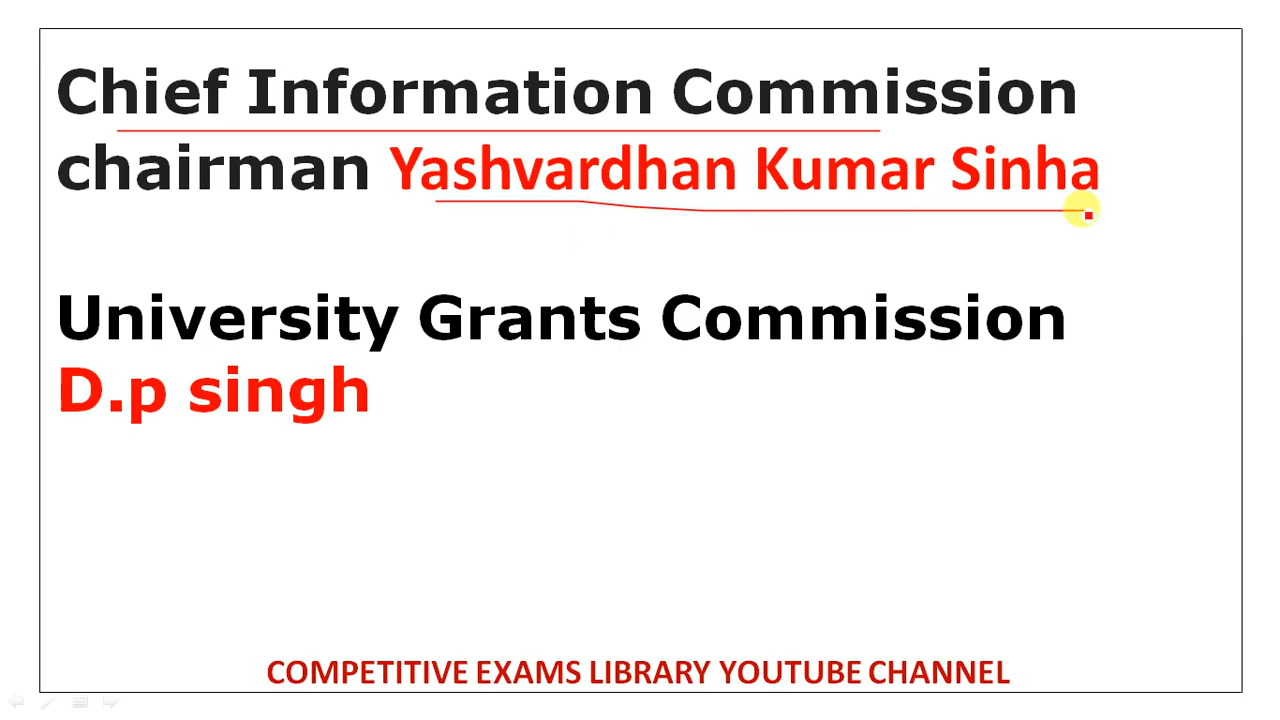 Chief Information Commission
chairman Yashvardhan Kumar Sinha
University Grants Commission
D.p singh
COMPETITIVE EXAMS LIBRARY YOUTUBE CHANNEL